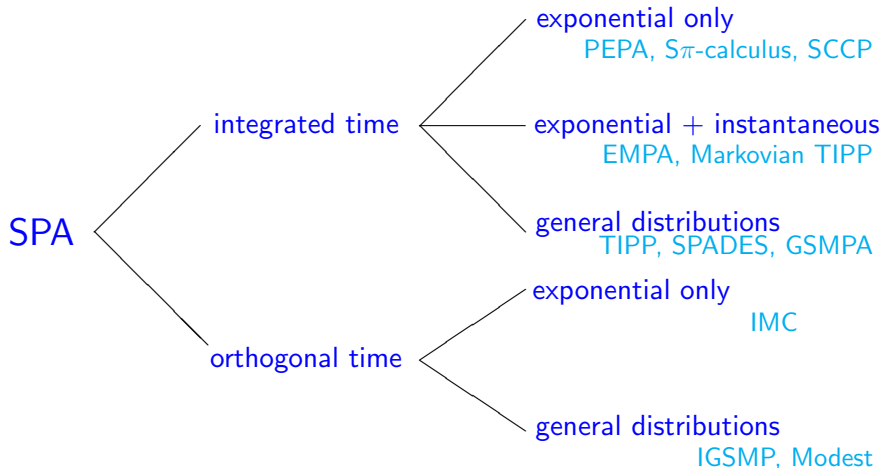 exponential only
PEPA, Sπ-calculus, SCCP
integrated time
exponential + instantaneous
EMPA, Markovian TIPP
SPA
general distributions
TIPP, SPADES, GSMPA
exponential only
IMC
orthogonal time
general distributions
IGSMP, Modest